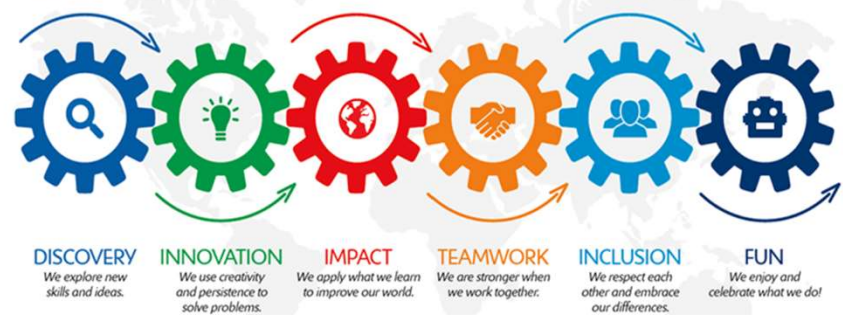 DISCOVERY
We explore new
skills and ideas.
INNOVATION
We use creativity
and persistence to
solve problems.
IMPACT
We apply what we learn
to improve our world.
TEAMWORK
We are stronger when
we work together.
INCLUSION
We respect each
other and embrace
our differences.
FUN
We enjoy and
celebrate what we do!